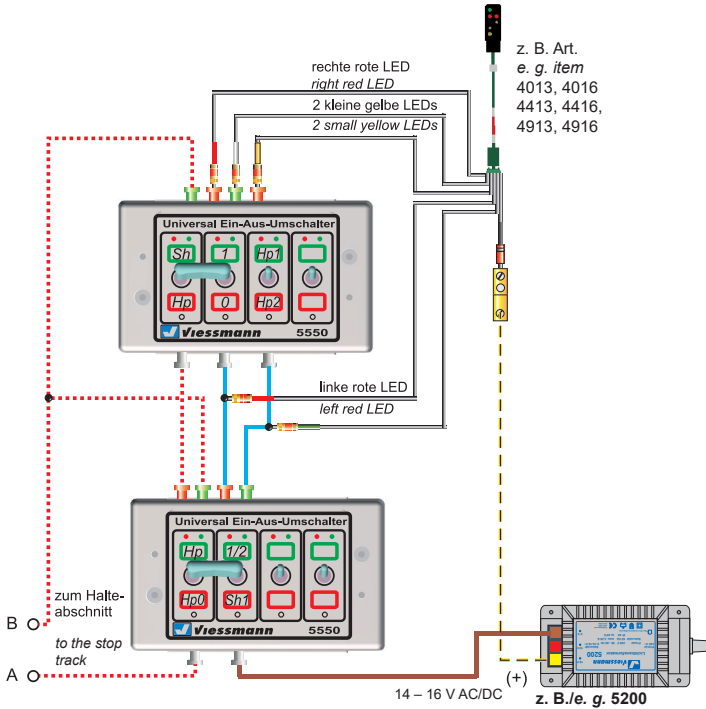 z. B. Art.
e. g. item
4013, 4016
4413, 4416,
4913, 4916
rechte rote LED
right red LED
2 kleine gelbe LEDs
2 small yellow LEDs
Universal Ein-Aus-Umschalter
Sh 1 Hp1
Hp 0 Hp2
Viessmann 5550
linke rote LED
left red LED
Universal Ein-Aus-Umschalter
Hp 1/2
Hp0 Sh1
Viessmann 5550
zum Halte-
abschnitt
B
to the stop
track
A
14 – 16 V AC/DC
(+)
Viessmann
5200
z. B./e. g. 5200